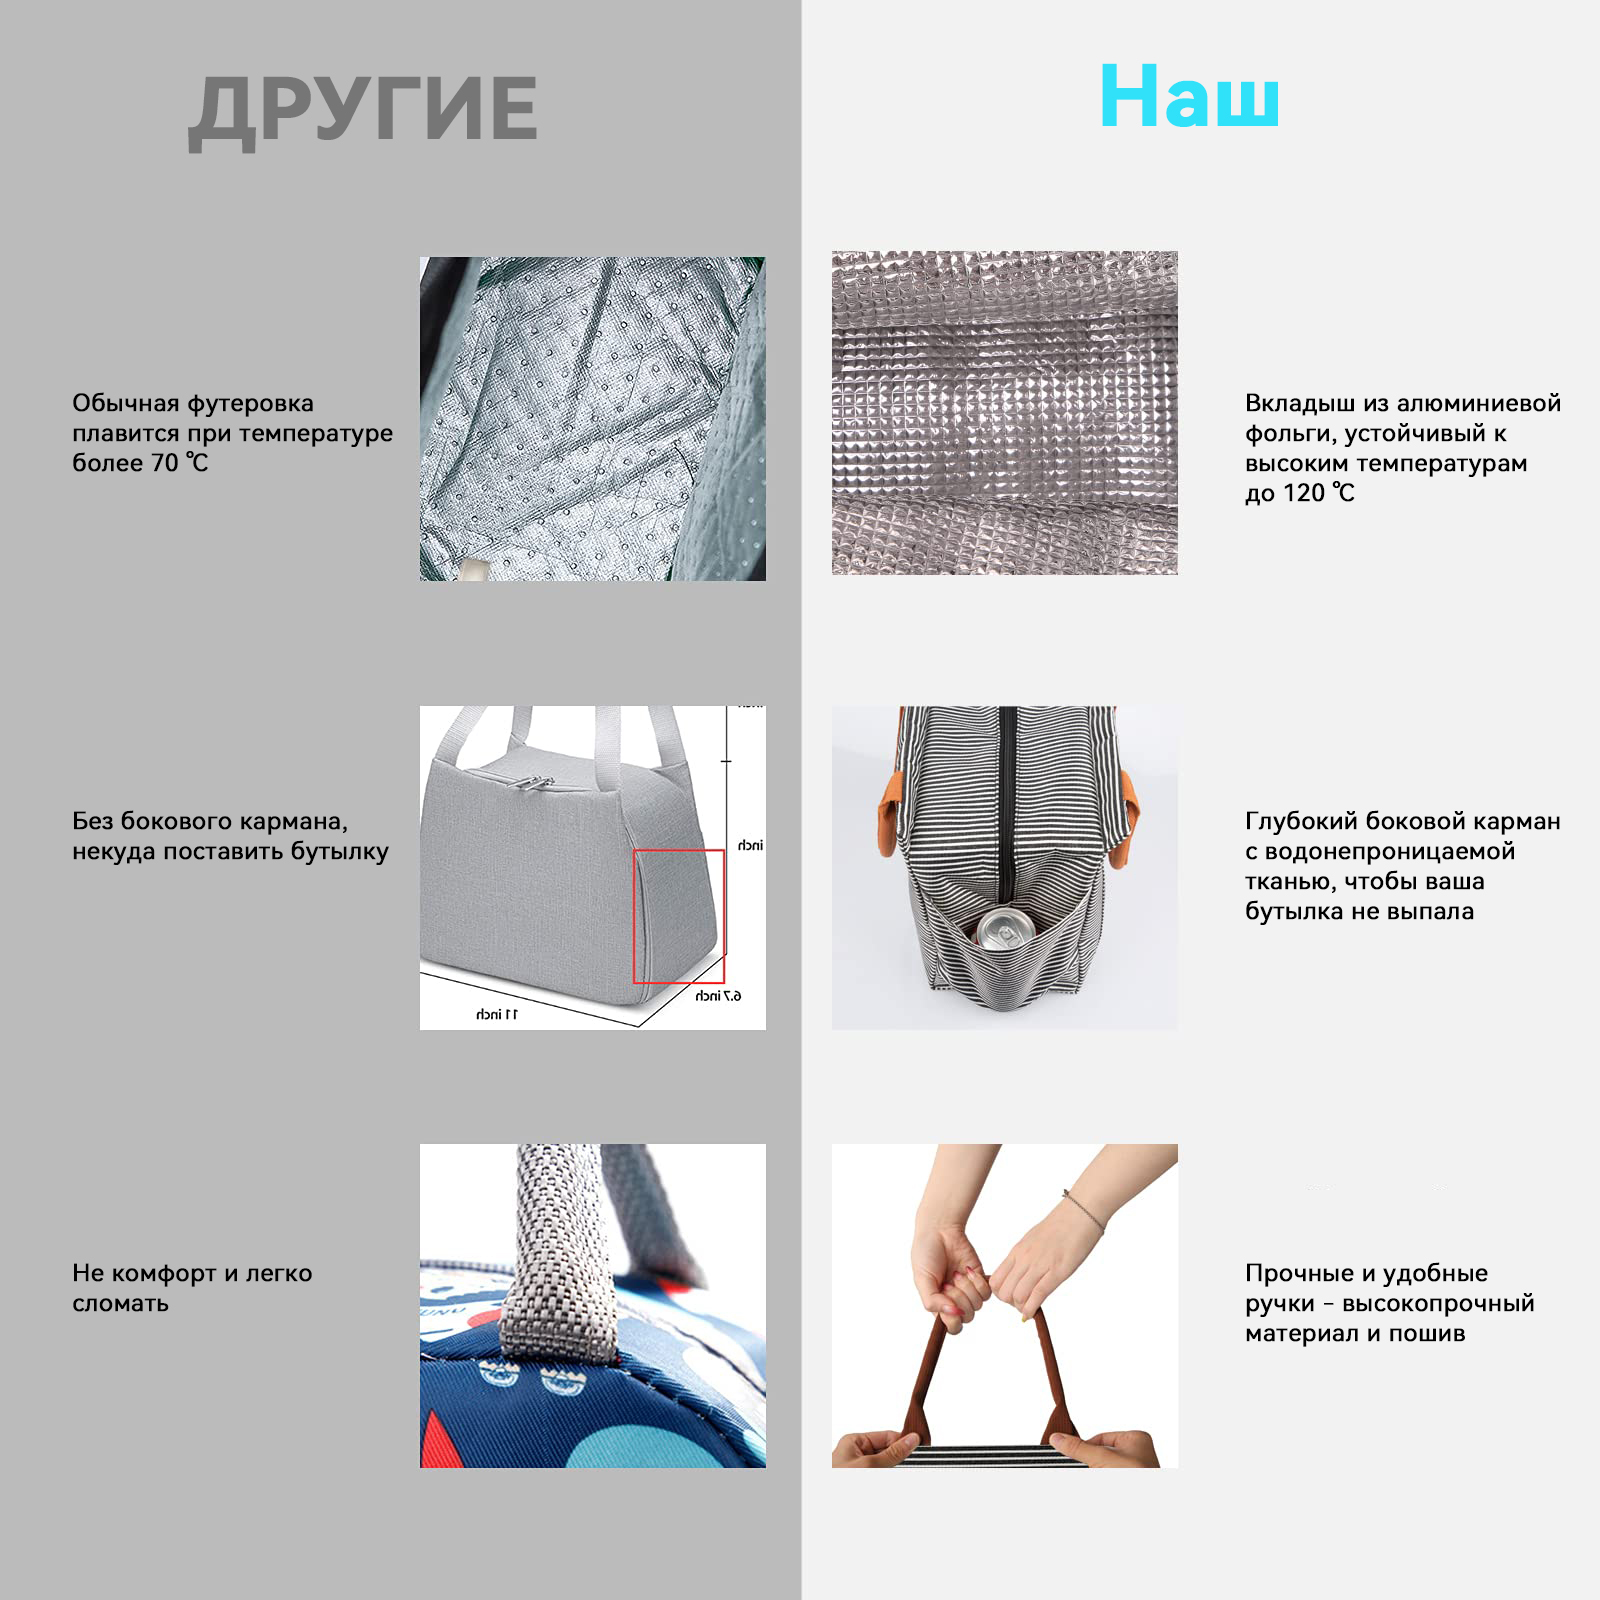 ДРУГИЕ
Наш
Обычная футеровка
плавится при температуре
более 70 ℃
Вкладыш из алюминиевой
фольги, устойчивый к
высоким температурам
до 120 ℃
Без бокового кармана,
некуда поставить бутылку
inch
6.7 inch
11 inch
Глубокий боковой карман
с водонепроницаемой
тканью, чтобы ваша
бутылка не выпала
Не комфорт и легко
сломать
Прочные и удобные
ручки – высокопрочный
материал и пошив